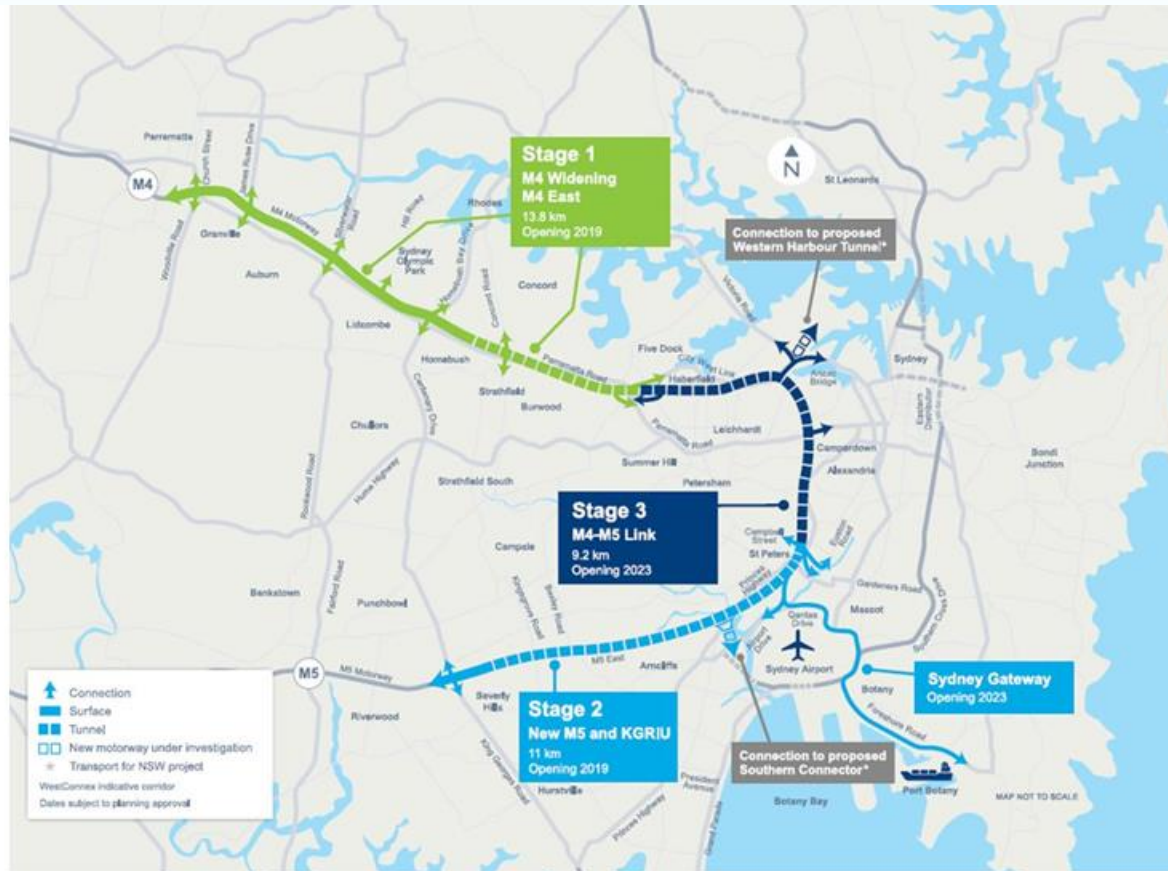 Parramatta
Church Street
James Ruse Drive
M4
Woodville Road
Granville
M4 Motorway
Auburn
Silverwater Road
Hill Road
Sydney Olympic Park
Homebush Bay Drive
Rhodes
Concord Road
Concord
Lidcombe
Homebush
Strathfield
Burwood
Parramatta Road
Stage 1
M4 Widening
M4 East
13.8 km
Opening 2019
N
St Leonards
Connection to proposed
Western Harbour Tunnel*
Victoria Road
Five Dock
City West Link
Haberfield
Anzac Bridge
Sydney
Eastern Distributor
Parramatta Road
Leichhardt
Camperdown
Alexandria
Bondi
Junction
Centenary Drive
Chullora
Hume Highway
Rookwood Road
Strathfield South
Summer Hill
Petersham
Stage 3
M4-M5 Link
9.2 km
Opening 2023
Campbell
Street
Euston Road
St Peters
Princes Highway
Gardeners Road
Campsie
Kingsgrove Road
Bexley Road
Bankstown
Fairford Road
Punchbowl
Mascot
Qantas
Drive
Airport Drive
Southern Cross Drive
Sydney Airport
M5
M5 Motorway
M5 East
Arncliffe
Botany
Foreshore Road
Sydney Gateway
Opening 2023
Riverwood
Beverly
Hills
Stage 2
New M5 and KGRIU
11 km
Opening 2019
King Georges Road
Hurstville
Princes Highway
President
Avenue
Grand Parade
Connection to proposed
Southern Connector*
Botany Bay
Port Botany
MAP NOT TO SCALE
Connection
Surface
Tunnel
New motorway under investigation
* Transport for NSW project
WestConnex indicative corridor
Dates subject to planning approval